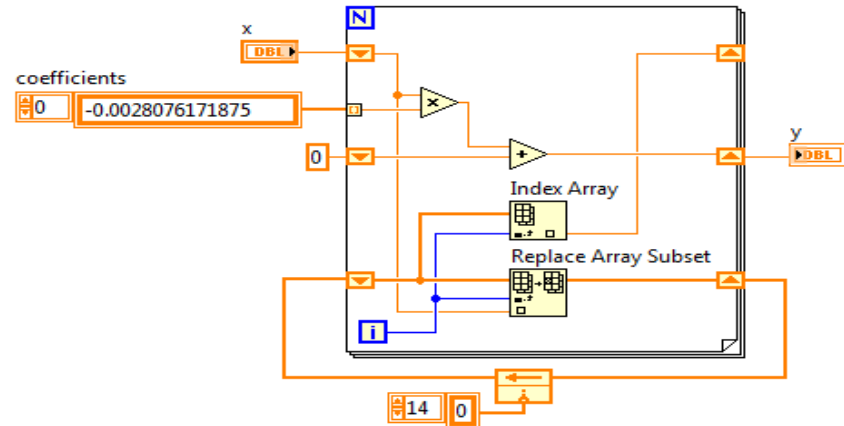 N
x
DBL
coefficients
0
-0.0028076171875
x
0
+
y
DBL
Index Array
Replace Array Subset
i
14
0